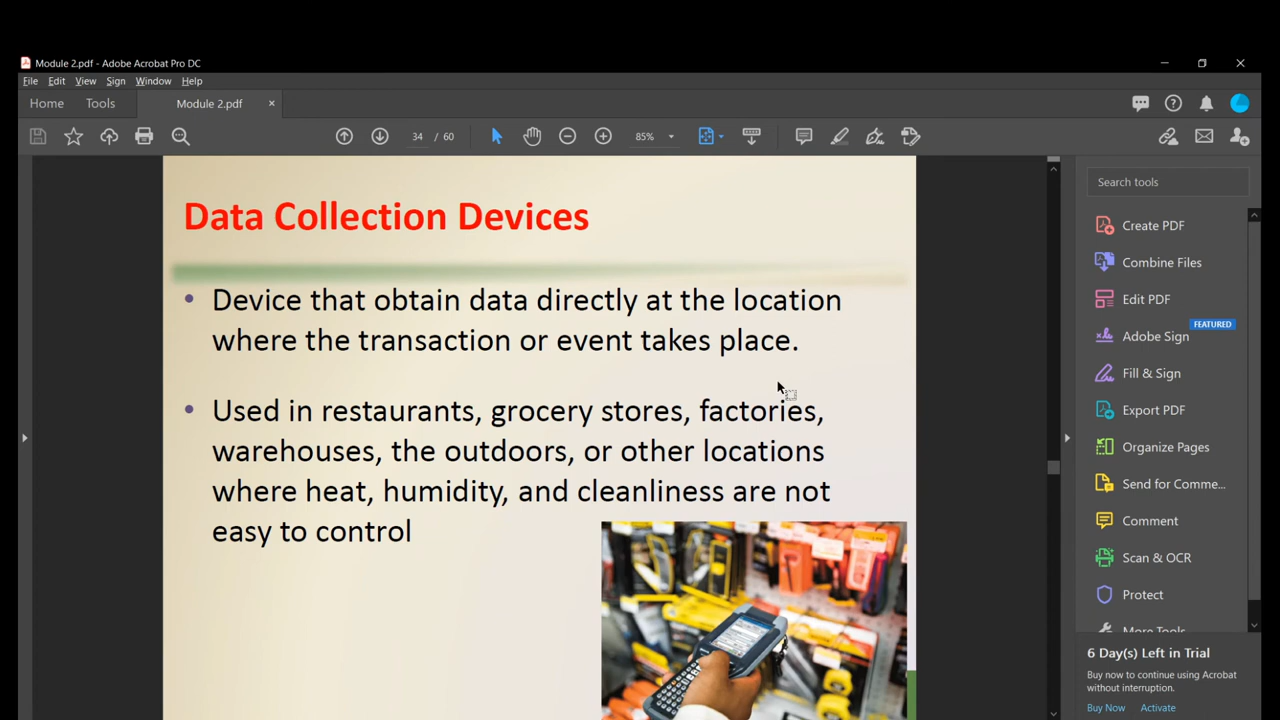 Module 2.pdf - Adobe Acrobat Pro DC
File Edit View Sign Window Help
Home Tools Module 2.pdf ×
34 / 60 85%
Search tools
Data Collection Devices
• Device that obtain data directly at the location
where the transaction or event takes place.
• Used in restaurants, grocery stores, factories,
warehouses, the outdoors, or other locations
where heat, humidity, and cleanliness are not
easy to control
Create PDF
Combine Files
Edit PDF
FEATURED
Adobe Sign
Fill & Sign
Export PDF
Organize Pages
Send for Comme...
Comment
Scan & OCR
Protect
More Tools
6 Day(s) Left in Trial
Buy now to continue using Acrobat
without interruption.
Buy Now Activate